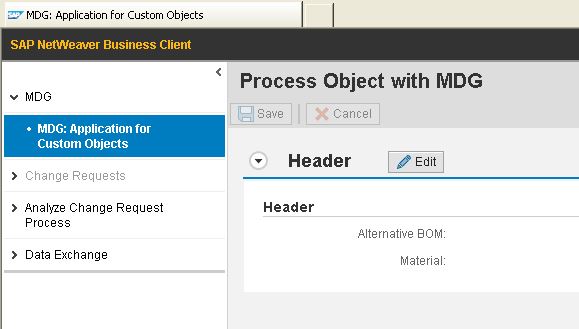 SAP MDG: Application for Custom Objects
SAP NetWeaver Business Client
MDG
• MDG: Application for
Custom Objects
Change Requests
Analyze Change Request
Process
Data Exchange
Process Object with MDG
Save
Cancel
Header
Edit
Header
Alternative BOM:
Material: